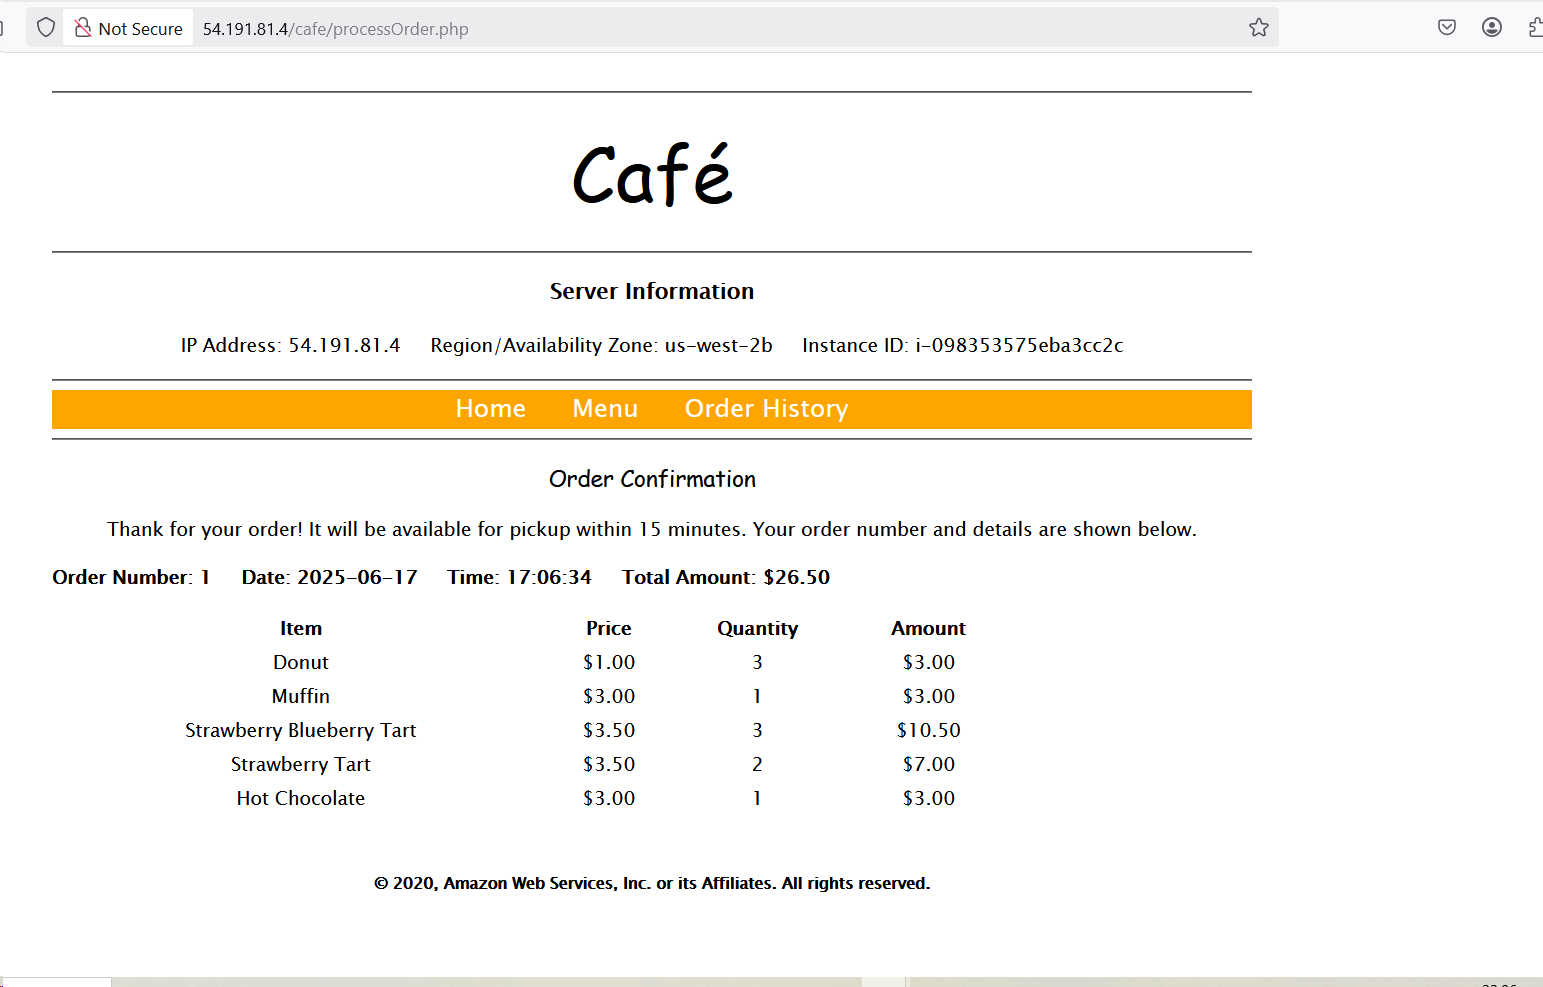 Not Secure 54.191.81.4/cafe/processOrder.php
Café
Server Information
IP Address: 54.191.81.4 Region/Availability Zone: us-west-2b Instance ID: i-098353575eba3cc2c
Home Menu Order History
Order Confirmation
Thank for your order! It will be available for pickup within 15 minutes. Your order number and details are shown below.
Order Number: 1 Date: 2025-06-17 Time: 17:06:34 Total Amount: $26.50
Item Price Quantity Amount
Donut $1.00 3 $3.00
Muffin $3.00 1 $3.00
Strawberry Blueberry Tart $3.50 3 $10.50
Strawberry Tart $3.50 2 $7.00
Hot Chocolate $3.00 1 $3.00
© 2020, Amazon Web Services, Inc. or its Affiliates. All rights reserved.